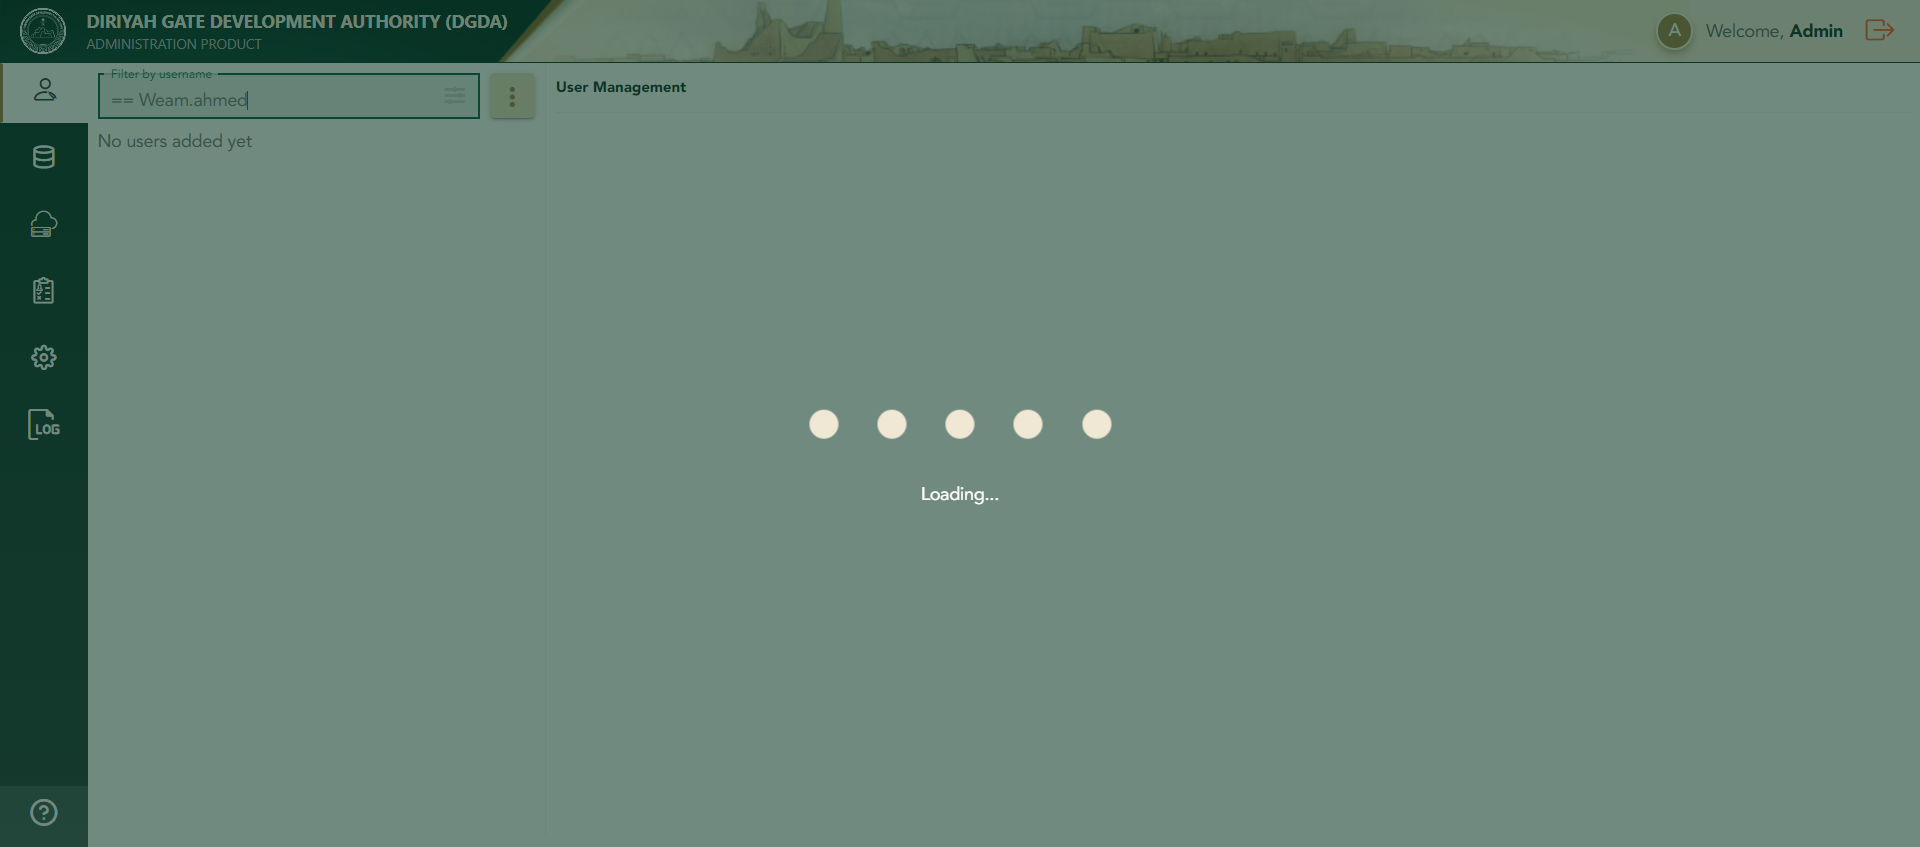 DIRIYAH GATE DEVELOPMENT AUTHORITY (DGDA)
ADMINISTRATION PRODUCT
A
Welcome, Admin
Filter by username
== Weam.ahmed
User Management
No users added yet
LOG
Loading...
?